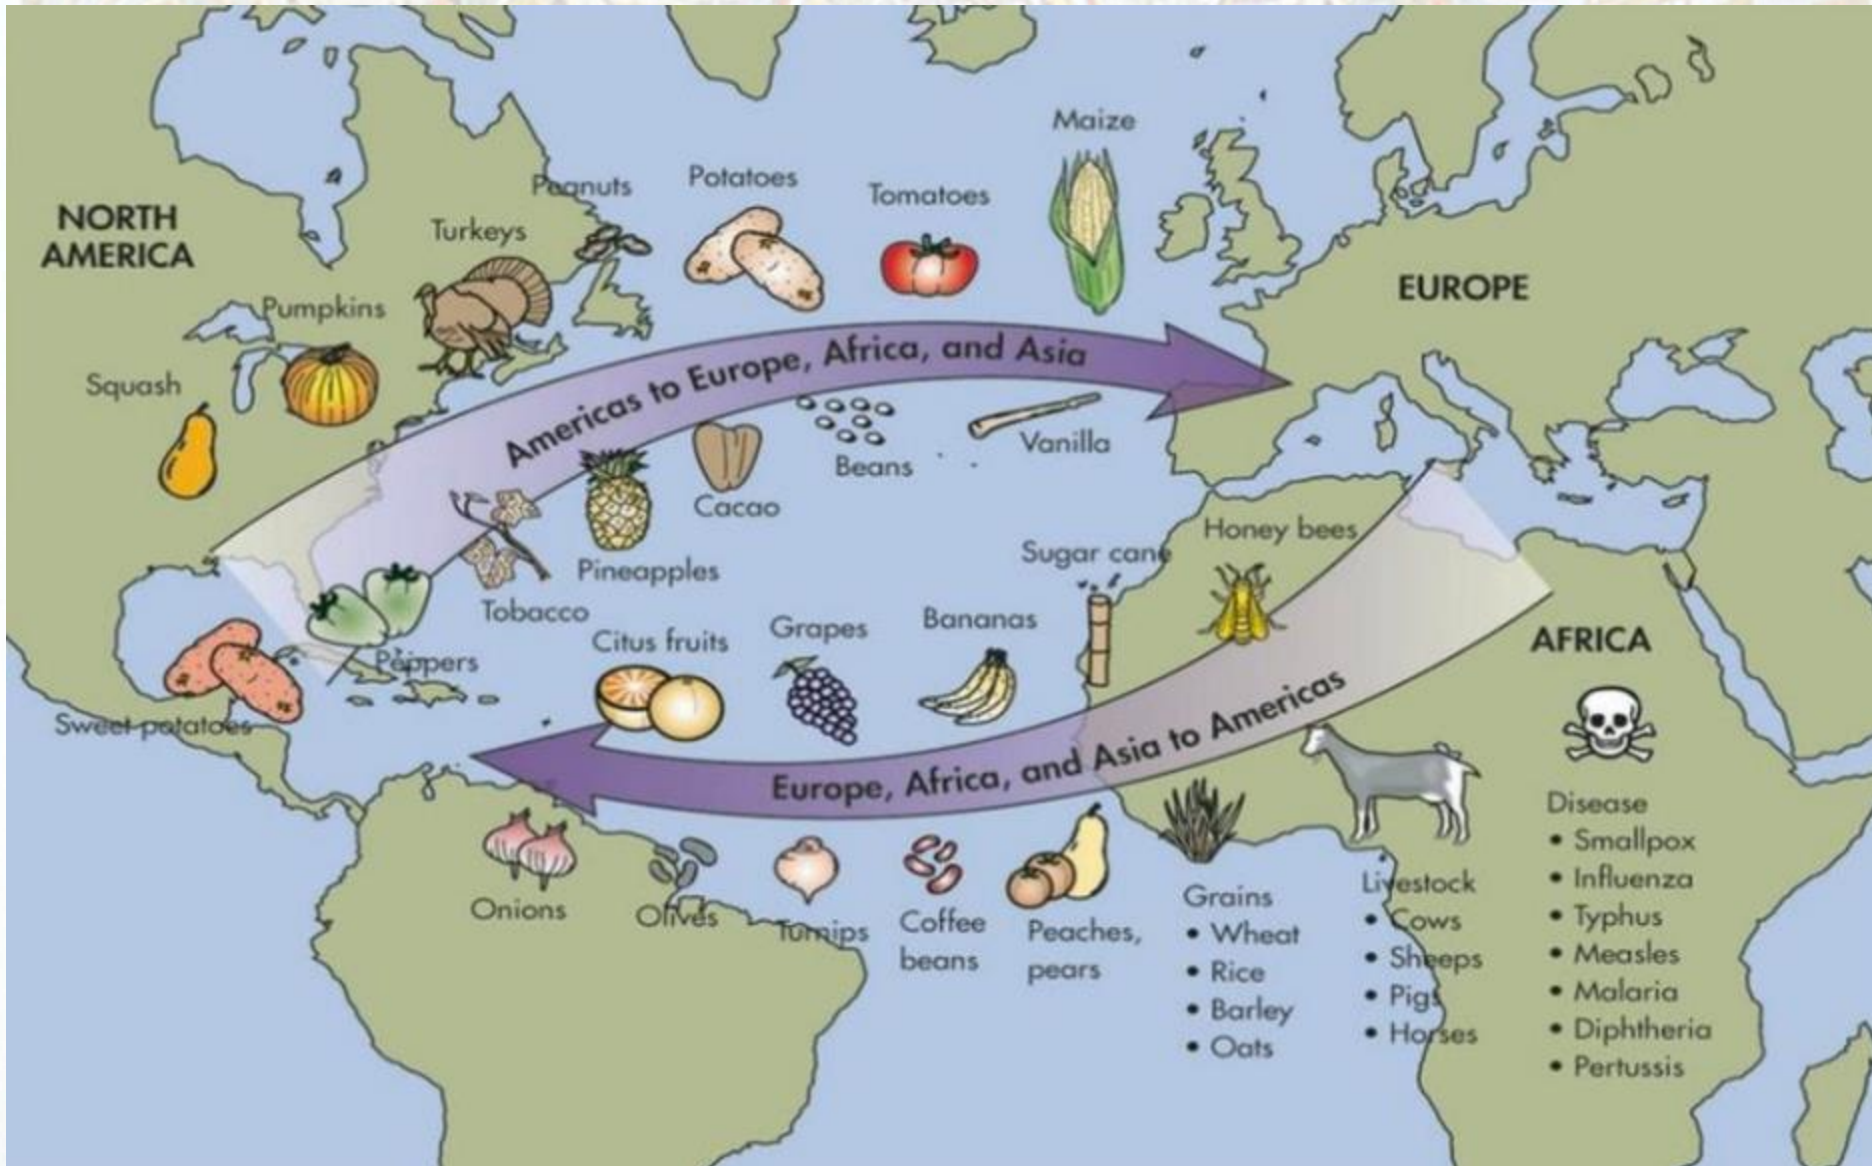 Maize
Peanuts
Potatoes
Tomatoes
NORTH
AMERICA
Turkeys
EUROPE
Pumpkins
Squash
Americas to Europe, Africa, and Asia
Vanilla
Beans
Cacao
Pineapples
Tobacco
Honey bees
Sugar cane
Bananas
Grapes
Citus fruits
Peppers
Sweet potatoes
AFRICA
Europe, Africa, and Asia to Americas
Onions
Olives
Turnips
Coffee
beans
Peaches,
pears
Grains
• Wheat
• Rice
• Barley
• Oats
Livestock
• Cows
• Sheeps
• Pigs
• Horses
Disease
• Smallpox
• Influenza
• Typhus
• Measles
• Malaria
• Diphtheria
• Pertussis